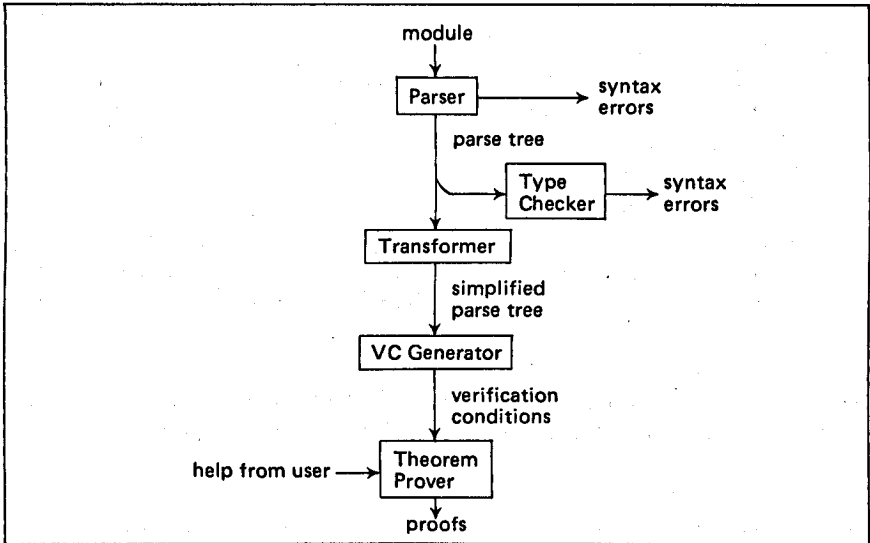 module
Parser
syntax
errors
parse tree
Type
Checker
syntax
errors
Transformer
simplified
parse tree
VC Generator
verification
conditions
help from user
Theorem
Prover
proofs